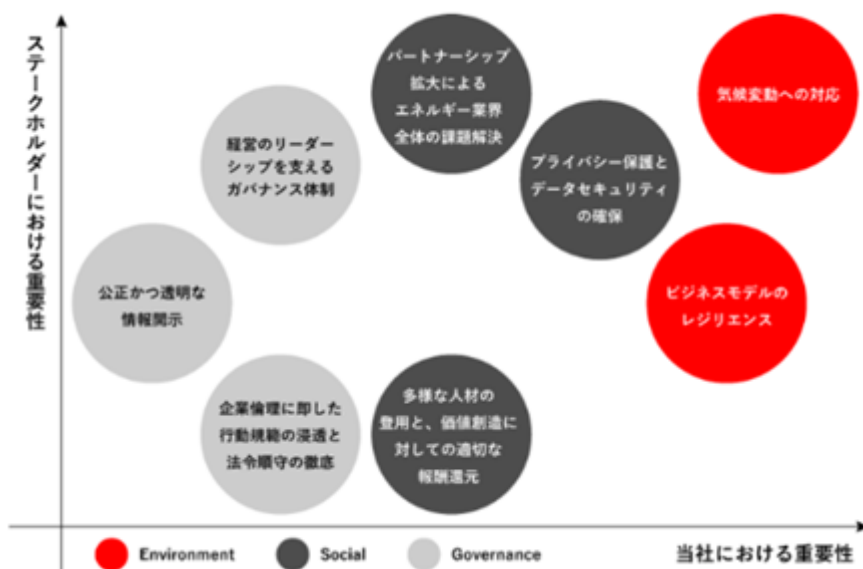 ステークホルダーにおける重要性
パートナーシップ
拡大による
エネルギー業界
全体の課題解決
気候変動への対応
経営のリーダー
シップを支える
ガバナンス体制
プライバシー保護と
データセキュリティ
の確保
公正かつ透明な
情報開示
ビジネスモデルの
レジリエンス
企業倫理に即した
行動規範の浸透と
法令順守の徹底
多様な人材の
登用と、価値創造に
対しての適切な
報酬還元
Environment
Social
Governance
当社における重要性